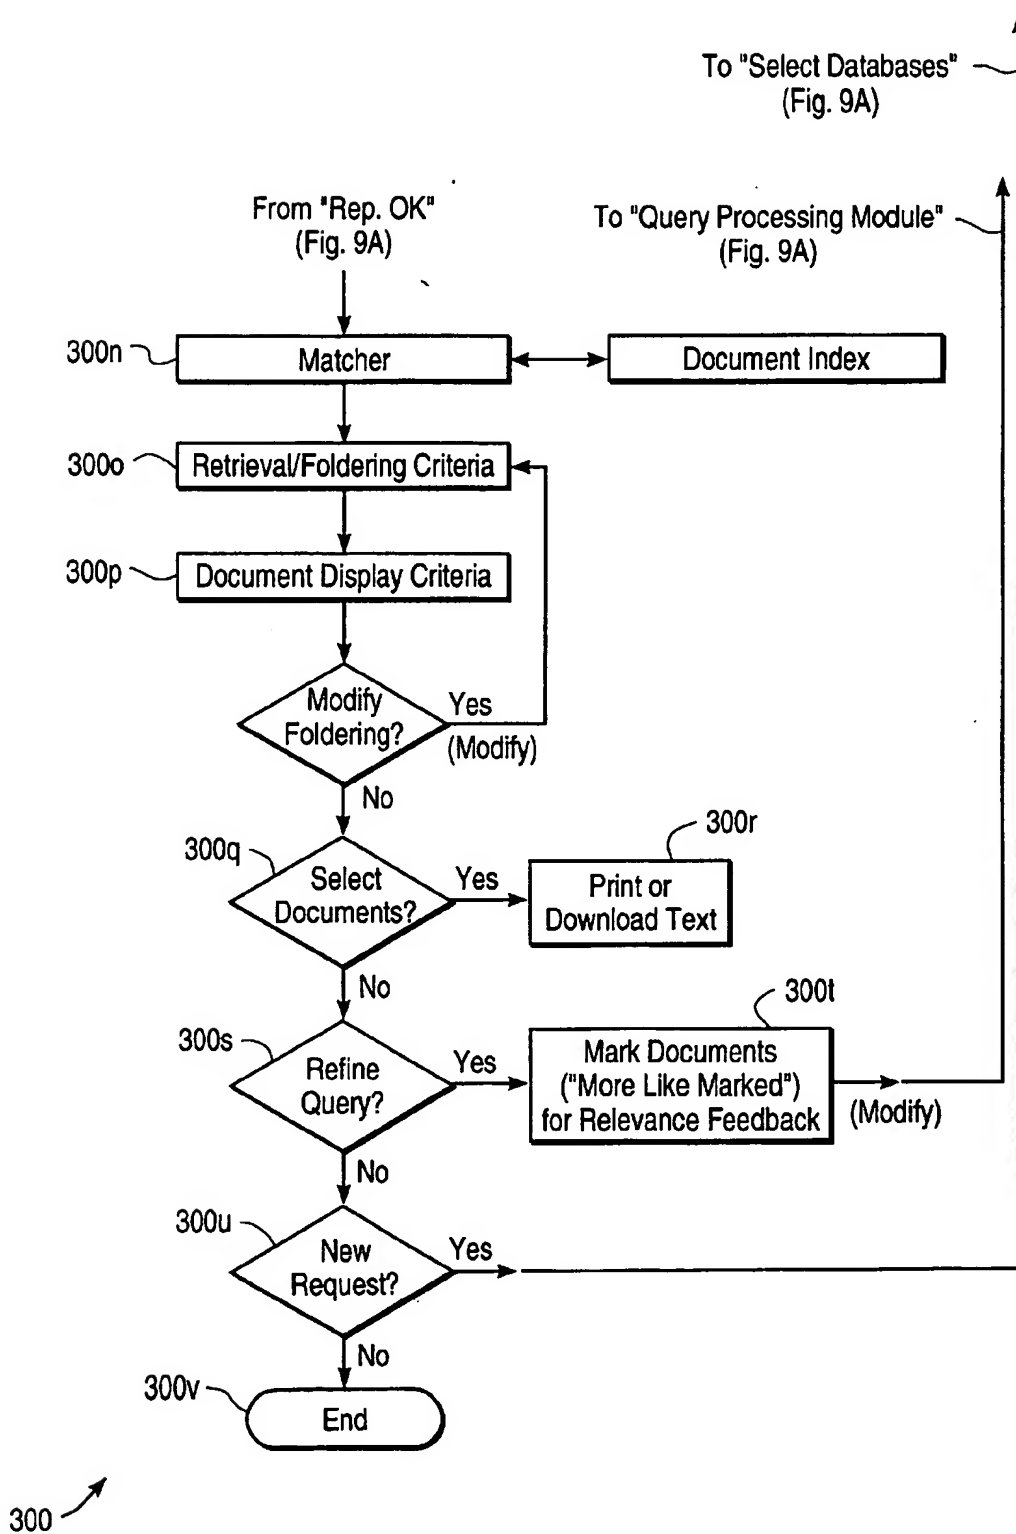 To "Select Databases"
(Fig. 9A)
From "Rep. OK"
(Fig. 9A)
To "Query Processing Module"
(Fig. 9A)
300n
Matcher
Document Index
300o
Retrieval/Foldering Criteria
300p
Document Display Criteria
Modify
Foldering?
Yes
(Modify)
No
300q
Select
Documents?
Yes
300r
Print or
Download Text
No
300s
Refine
Query?
Yes
300t
Mark Documents
("More Like Marked")
for Relevance Feedback
(Modify)
No
300u
New
Request?
Yes
No
300v
End
300